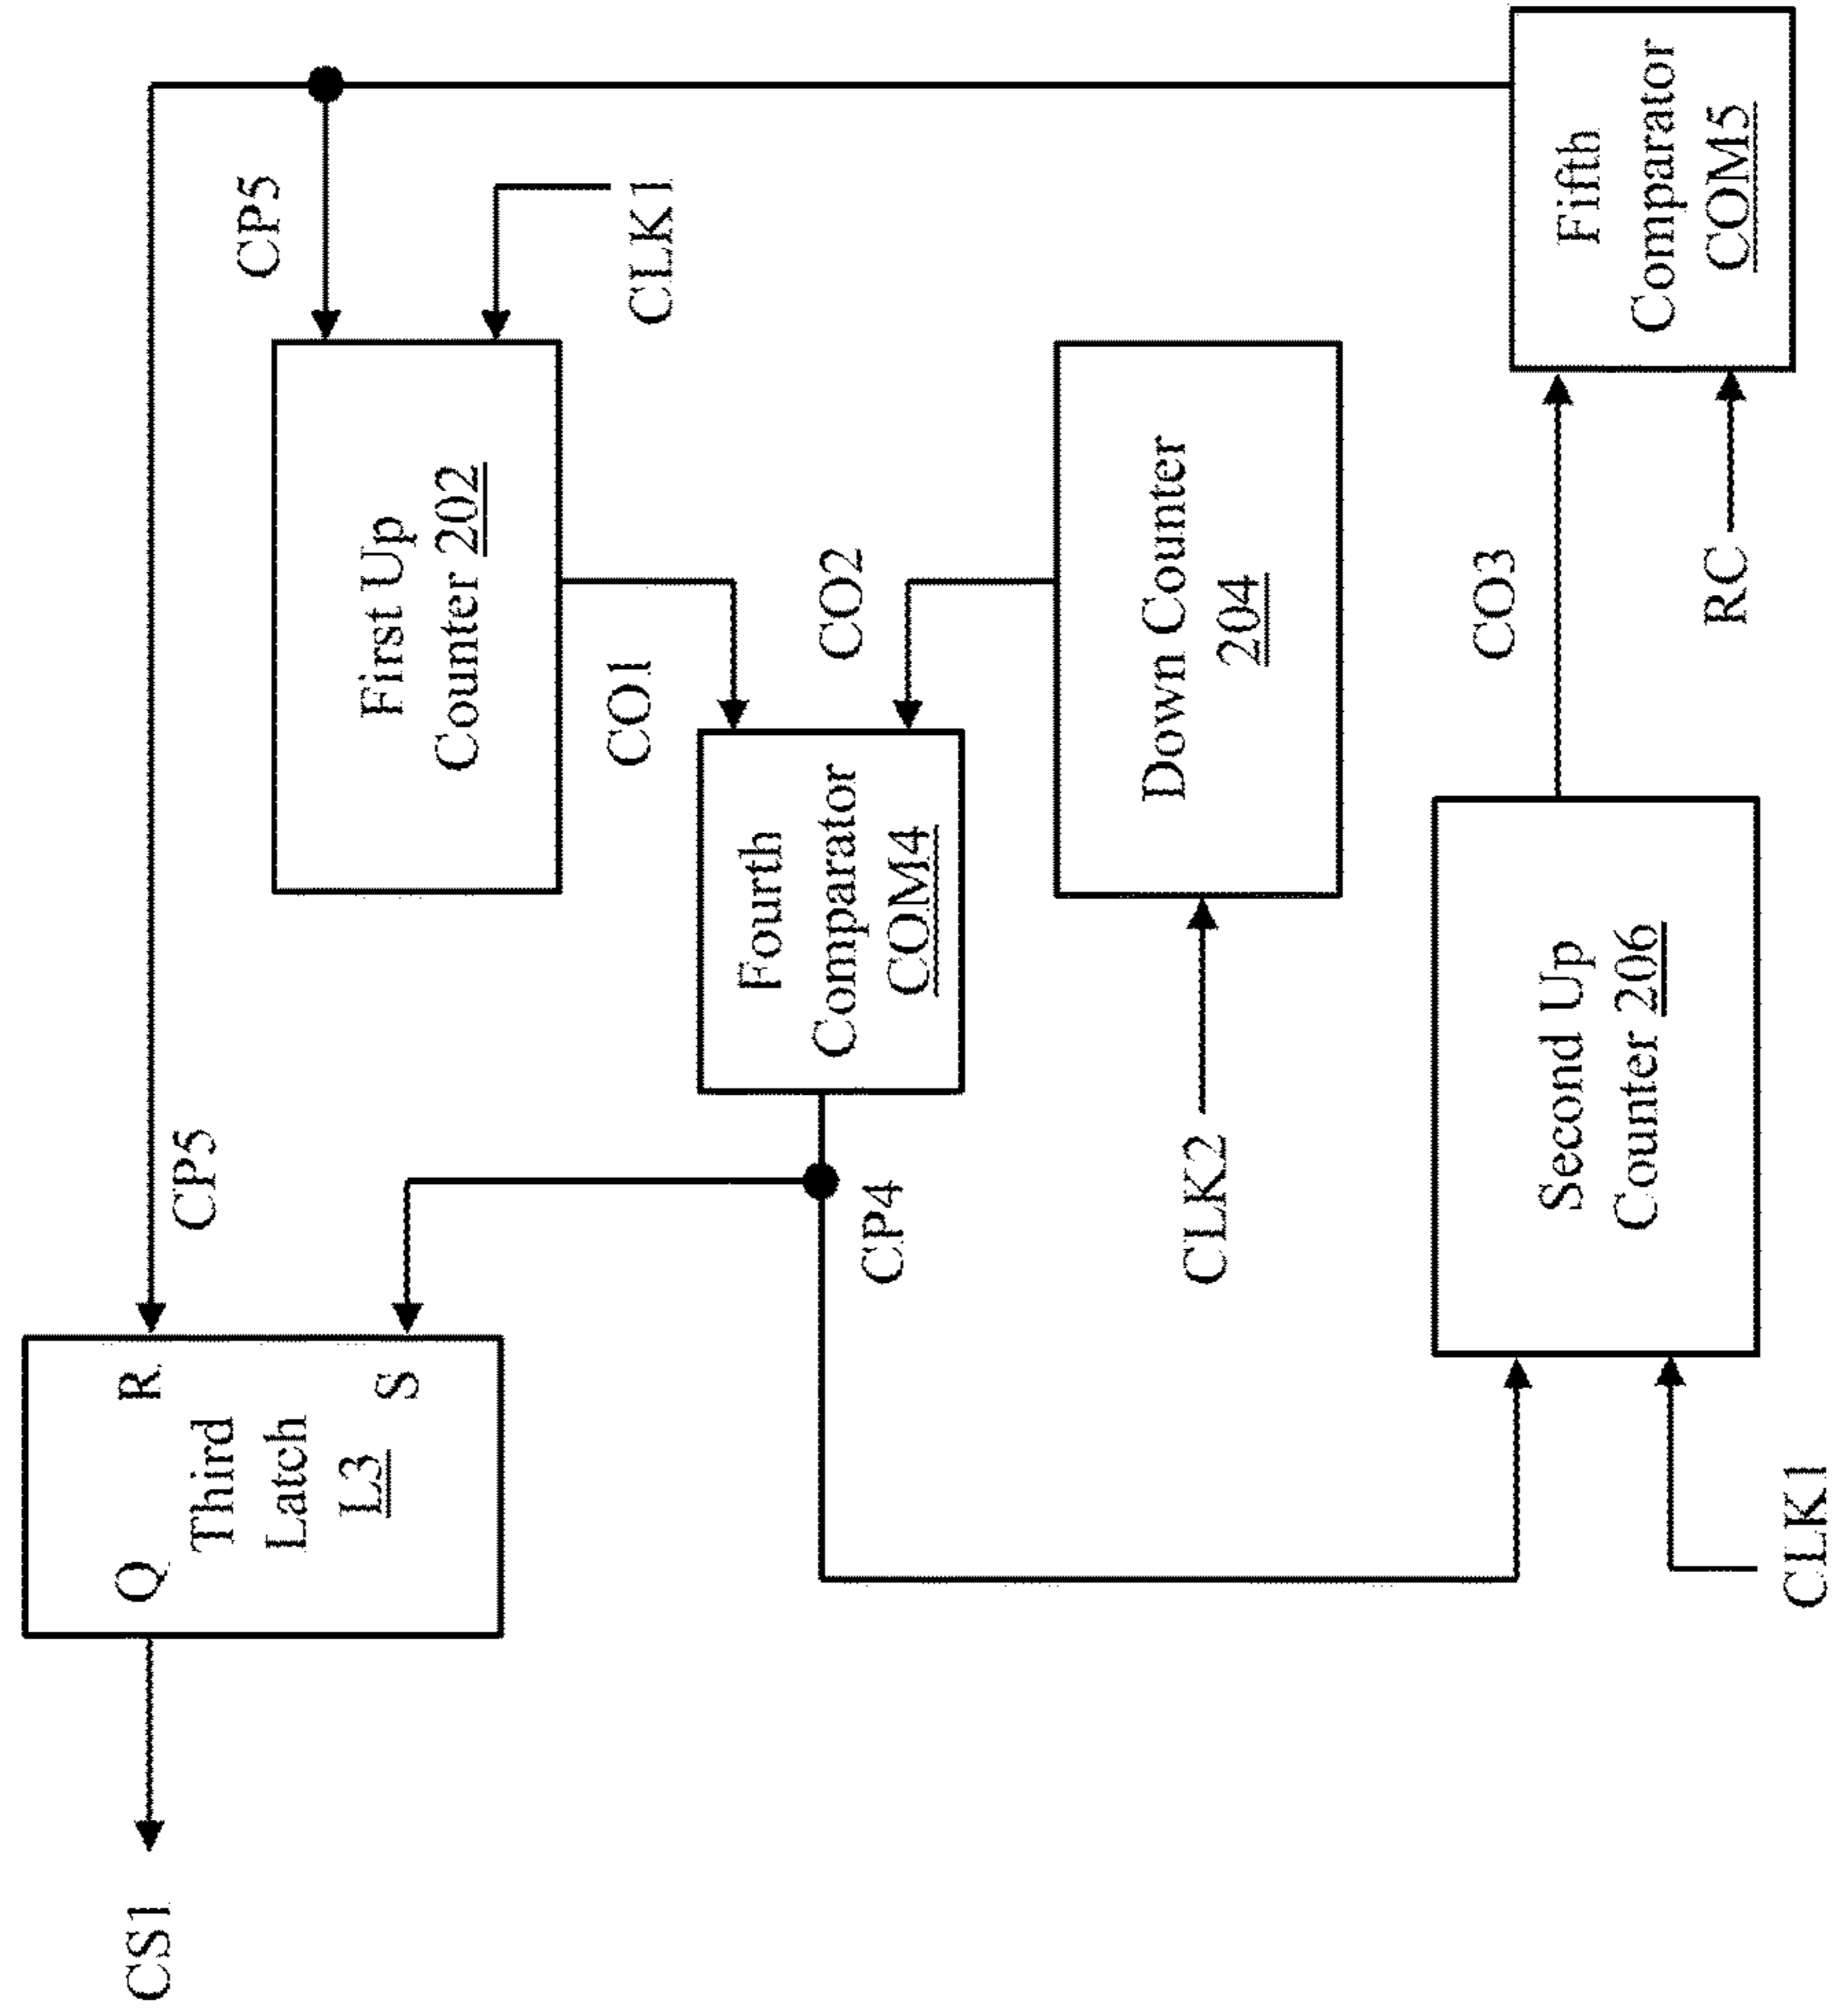 CS1
Q
R
Third
Latch
L3
S
CP5
CP5
First Up
Counter 202
CLK1
CO1
Fourth
Comparator
COM4
CP4
CO2
Down Counter
204
CLK2
Second Up
Counter 206
CLK1
CO3
RC
Fifth
Comparator
COM5